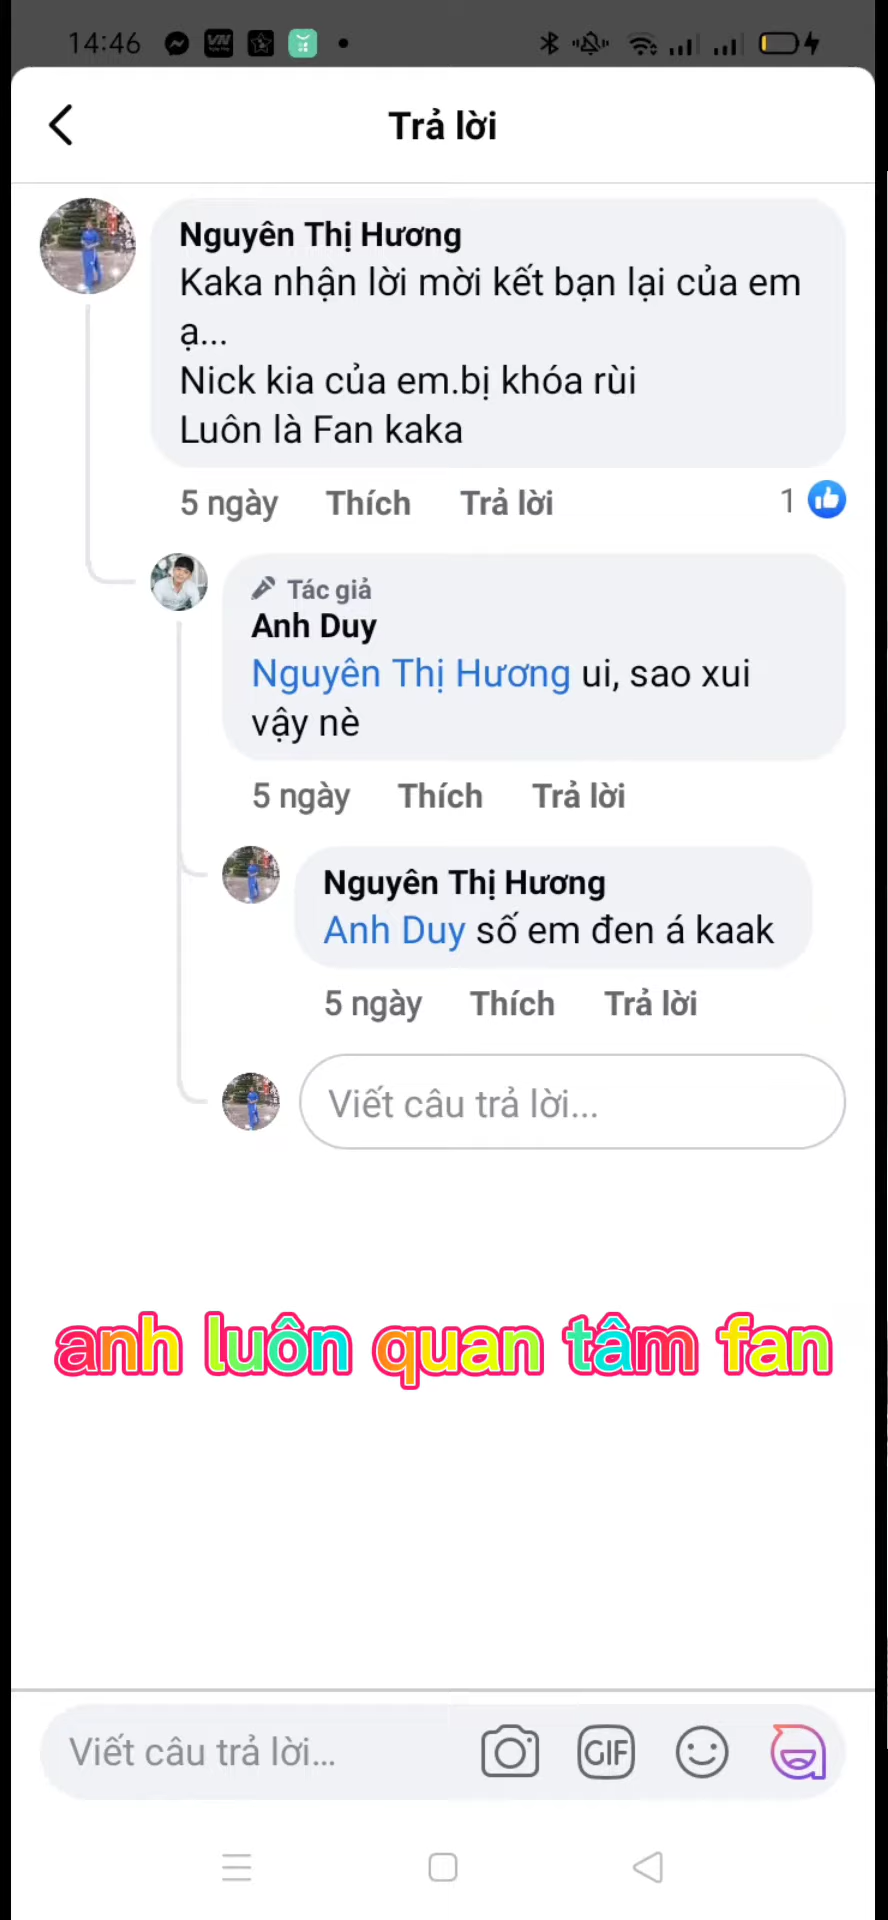 14:46
VN
Trả lời
Nguyên Thị Hương
Kaka nhận lời mời kết bạn lại của em
ạ...
Nick kia của em.bị khóa rùi
Luôn là Fan kaka
5 ngày Thích Trả lời 1
Tác giả
Anh Duy
Nguyên Thị Hương ui, sao xui
vậy nè
5 ngày Thích Trả lời
Nguyên Thị Hương
Anh Duy số em đen á kaak
5 ngày Thích Trả lời
Viết câu trả lời...
anh luôn quan tâm fan
Viết câu trả lời... GIF